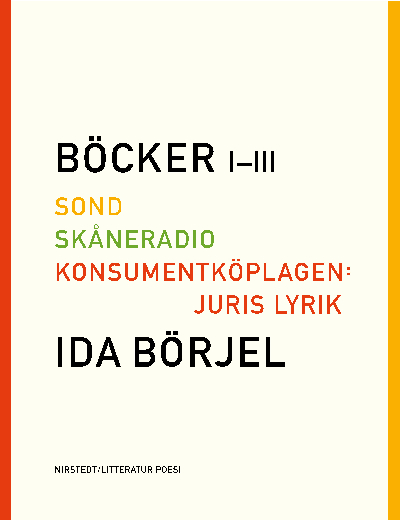 BÖCKER I–III
SOND
SKÅNERADIO
KONSUMENTKÖPLAGEN:
JURIS LYRIK
IDA BÖRJEL
NIRSTEDT/LITTERATUR POESI